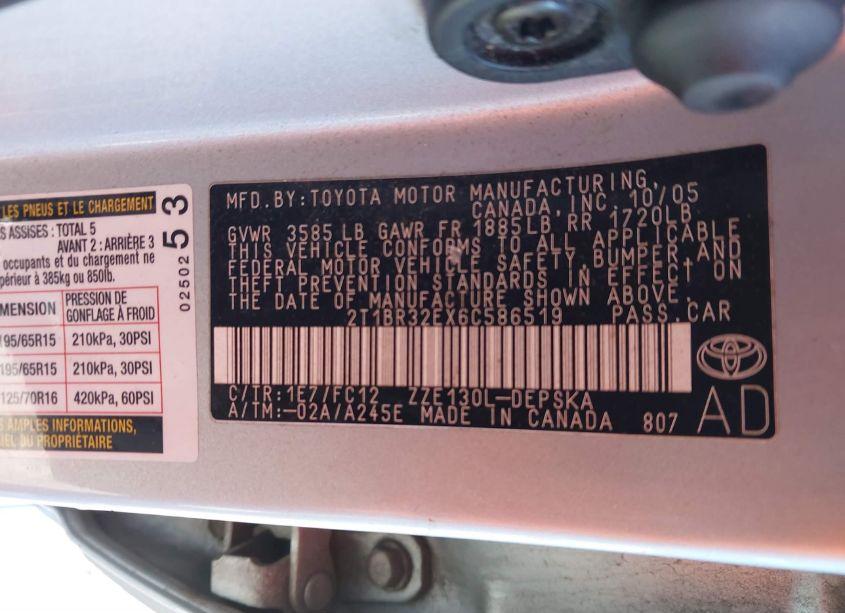 LES PNEUS ET LE CHARGEMENT
ASSISES: TOTAL 5
AVANT 2: ARRIÈRE 3
occupants et du chargement ne
385kg ou 850lb.
PRESSION DE
GONFLAGE À FROID
195/65R15 210kPa, 30PSI
195/65R15 210kPa, 30PSI
125/70R16 420kPa, 60PSI
AMPLES INFORMATIONS,
DU PROPRIÉTAIRE
02502 53
MFD. BY: TOYOTA MOTOR MANUFACTURING,
CANADA, INC. 10/05
GVWR 3585 LB GAWR FR 1885LB RR 1720LB
THIS VEHICLE CONFORMS TO ALL APPLICABLE
FEDERAL MOTOR VEHICLE SAFETY, BUMPER, AND
THEFT PREVENTION STANDARDS IN EFFECT ON
THE DATE OF MANUFACTURE SHOWN ABOVE.
2T1BR32EX6C586519 PASS.CAR
C/TR: 1E7/FC12 ZZE130L-DEPSKA
A/TM:-02A/A245E MADE IN CANADA 807
AD